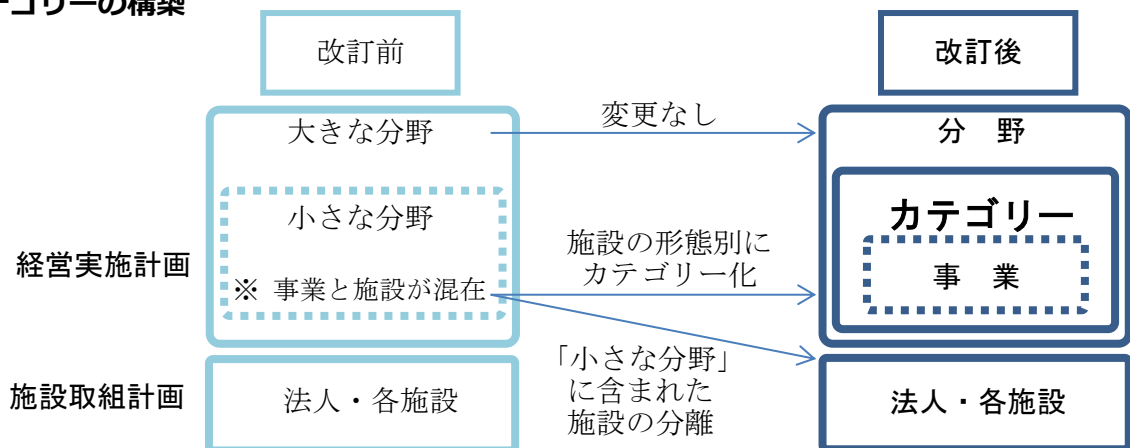 テゴリーの構築
改訂前
改訂後
大きな分野
変更なし
分 野
小さな分野
カテゴリー
経営実施計画
※ 事業と施設が混在
施設の形態別に
カテゴリー化
事 業
施設取組計画
法人・各施設
「小さな分野」
に含まれた
施設の分離
法人・各施設